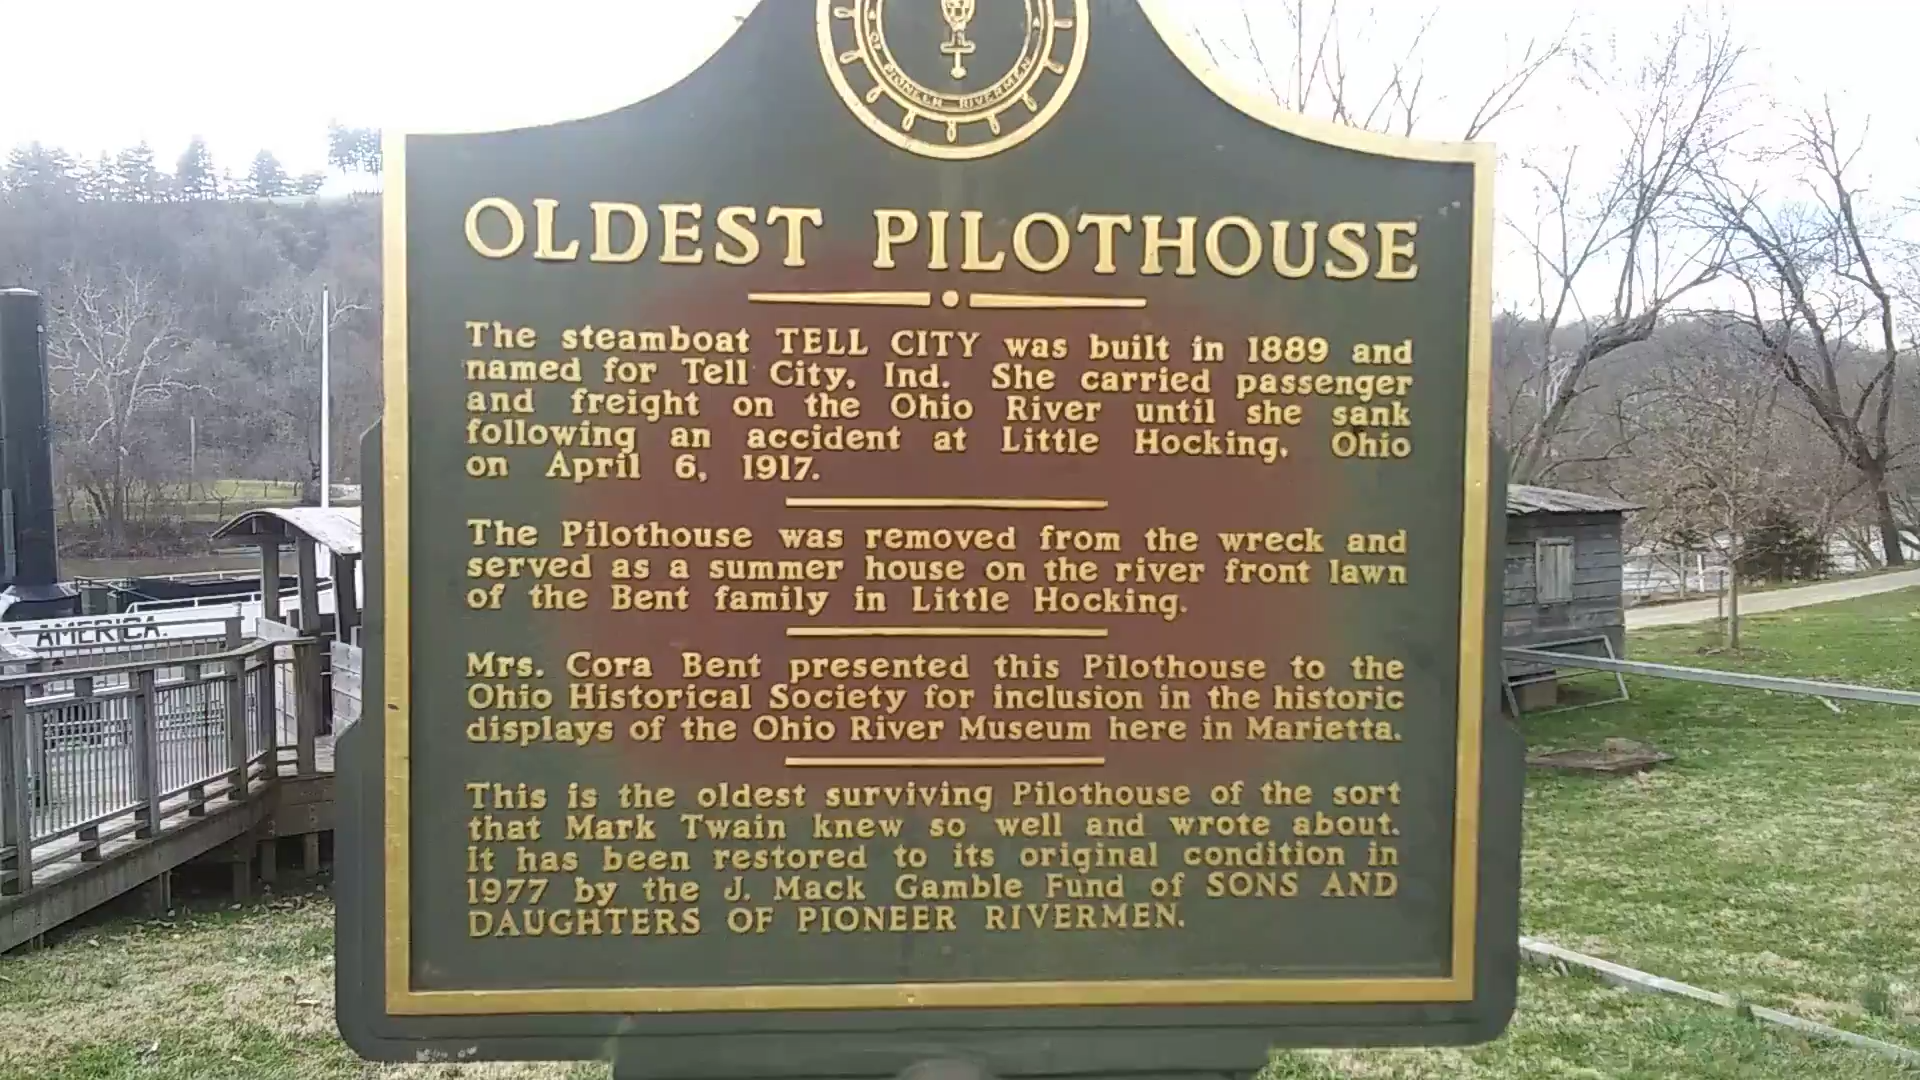 OF PIONEER RIVERMEN
OLDEST PILOTHOUSE
The steamboat TELL CITY was built in 1889 and
named for Tell City, Ind. She carried passenger
and freight on the Ohio River until she sank
following an accident at Little Hocking, Ohio
on April 6, 1917.
The Pilothouse was removed from the wreck and
served as a summer house on the river front lawn
of the Bent family in Little Hocking.
Mrs. Cora Bent presented this Pilothouse to the
Ohio Historical Society for inclusion in the historic
displays of the Ohio River Museum here in Marietta.
This is the oldest surviving Pilothouse of the sort
that Mark Twain knew so well and wrote about.
It has been restored to its original condition in
1977 by the J. Mack Gamble Fund of SONS AND
DAUGHTERS OF PIONEER RIVERMEN.
AMERICA.